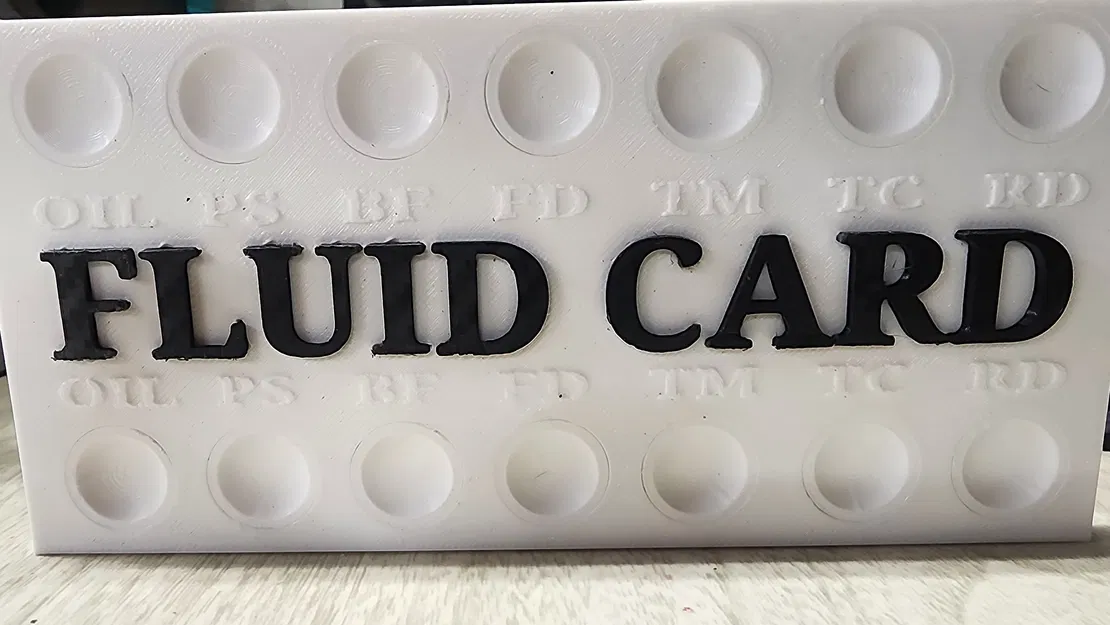 OIL PS BF FD TM TC RD
FLUID CARD
OIL PS BF FD TM TC RD